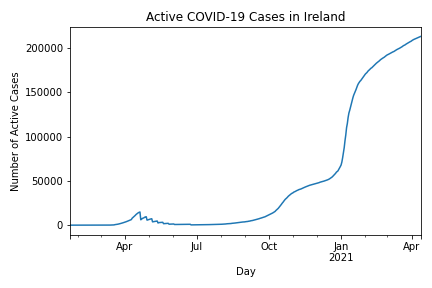 Active COVID-19 Cases in Ireland
Number of Active Cases
200000
150000
100000
50000
0
Apr
Jul
Oct
Jan
2021
Apr
Day